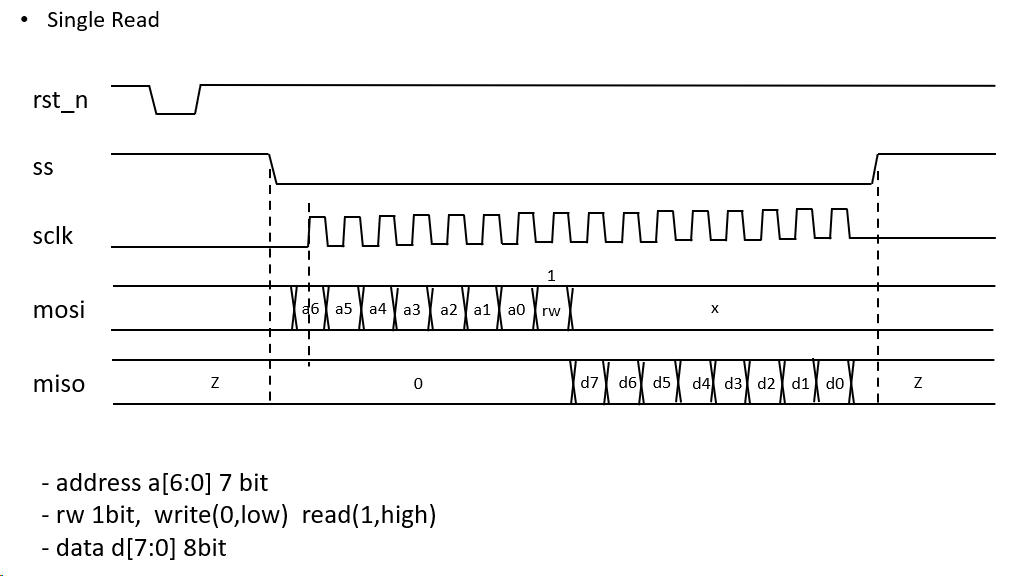 • Single Read
rst_n
ss
sclk
1
mosi a6 a5 a4 a3 a2 a1 a0 rw x
miso Z 0 d7 d6 d5 d4 d3 d2 d1 d0 Z
- address a[6:0] 7 bit
- rw 1bit, write(0,low) read(1,high)
- data d[7:0] 8bit